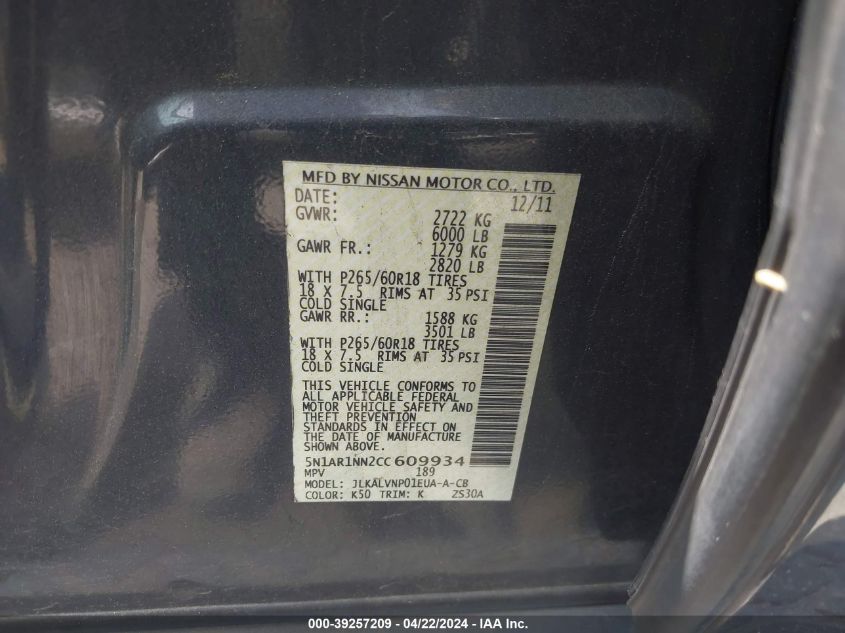 MFD BY NISSAN MOTOR CO., LTD.
DATE: 12/11
GVWR: 2722 KG
6000 LB
GAWR FR.: 1279 KG
2820 LB
WITH P265/60R18 TIRES
18 X 7.5 RIMS AT 35 PSI
COLD SINGLE
GAWR RR.: 1588 KG
3501 LB
WITH P265/60R18 TIRES
18 X 7.5 RIMS AT 35 PSI
COLD SINGLE
THIS VEHICLE CONFORMS TO
ALL APPLICABLE FEDERAL
MOTOR VEHICLE SAFETY AND
THEFT PREVENTION
STANDARDS IN EFFECT ON
THE DATE OF MANUFACTURE
SHOWN ABOVE.
5N1AR1NN2CC609934
MPV 189
MODEL: JLKALVNP01EUA-A-CB
COLOR: K50 TRIM: K ZS30A
000-39257209 - 04/22/2024 - IAA Inc.